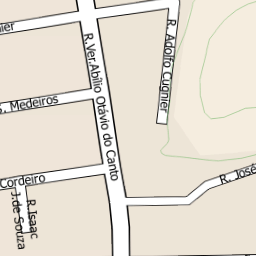 R. Adolfo Cugnier
R.Ver.Abílio Otávio do Canto
Medeiros
Cordeiro
R. José
R.Isaac
J.de Souza